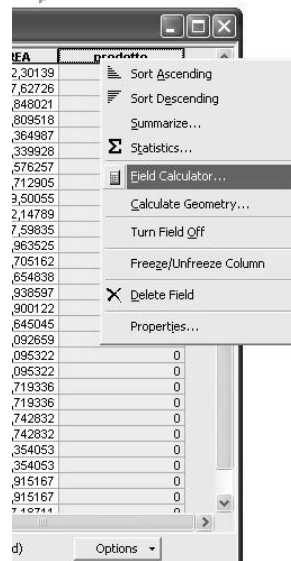 REA prodotto
2,30139
7,62726
,848021
,809518
,364987
,339928
,576257
,712905
9,50055
2,14789
7,59835
,963525
,705162
,654838
,938597
,900122
,645045
,092659
,095322 0
,095322 0
,719336 0
,719336 0
,742832 0
,742832 0
,354053 0
,354053 0
,915167 0
,915167 0
7,18711 0
Sort Ascending
Sort Descending
Summarize...
Statistics...
Field Calculator...
Calculate Geometry...
Turn Field Off
Freeze/Unfreeze Column
Delete Field
Properties...
d) Options